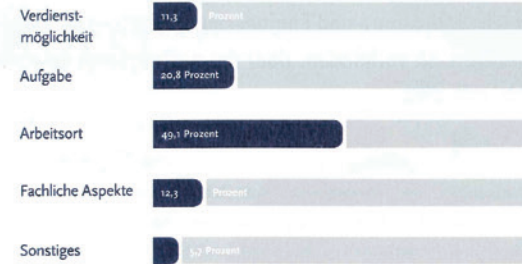 Verdienst-
möglichkeit
11,3 Prozent
Aufgabe
20,8 Prozent
Arbeitsort
49,1 Prozent
Fachliche Aspekte
12,3 Prozent
Sonstiges
5,7 Prozent